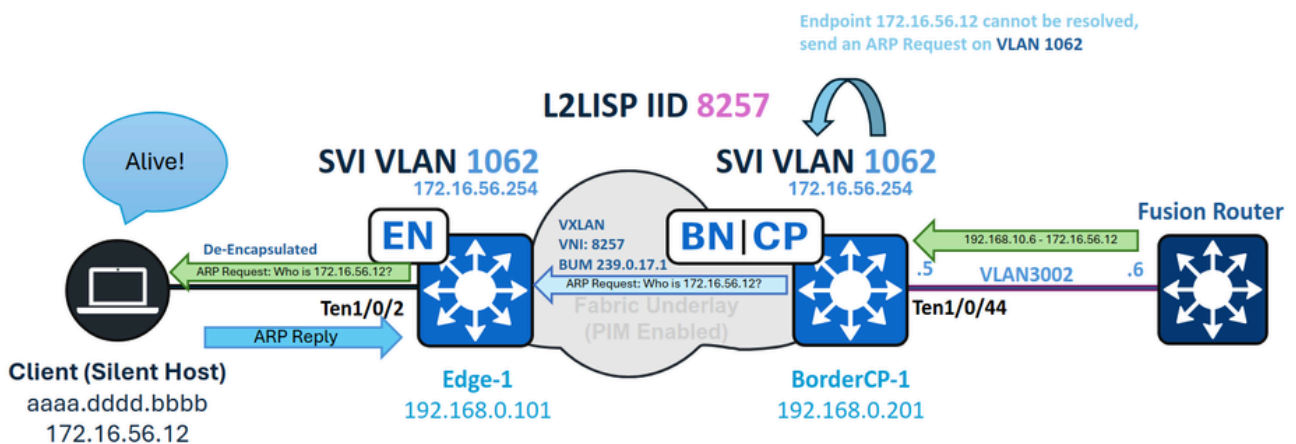 Endpoint 172.16.56.12 cannot be resolved,
send an ARP Request on VLAN 1062
L2LISP IID 8257
Alive!
SVI VLAN 1062
172.16.56.254
SVI VLAN 1062
172.16.56.254
Fusion Router
EN
VXLAN
VNI: 8257
BUM 239.0.17.1
BN|CP
192.168.10.6 - 172.16.56.12
De-Encapsulated
ARP Request: Who is 172.16.56.12?
ARP Request: Who is 172.16.56.12?
.5
VLAN3002
.6
Ten1/0/2
Fabric Underlay
(PIM Enabled)
Ten1/0/44
ARP Reply
Client (Silent Host)
aaaa.dddd.bbbb
172.16.56.12
Edge-1
192.168.0.101
BorderCP-1
192.168.0.201